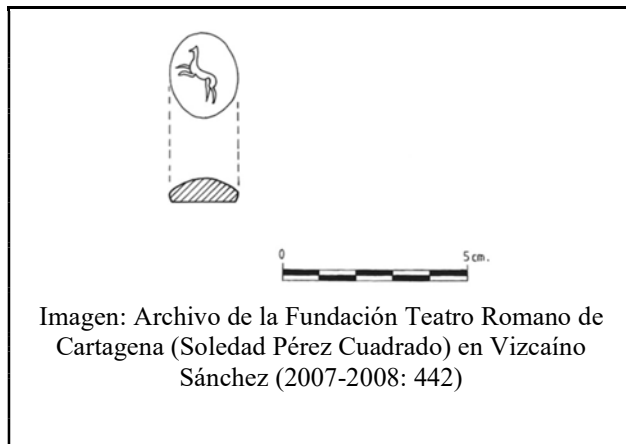 0 5cm.
Imagen: Archivo de la Fundación Teatro Romano de
Cartagena (Soledad Pérez Cuadrado) en Vizcaíno
Sánchez (2007-2008: 442)